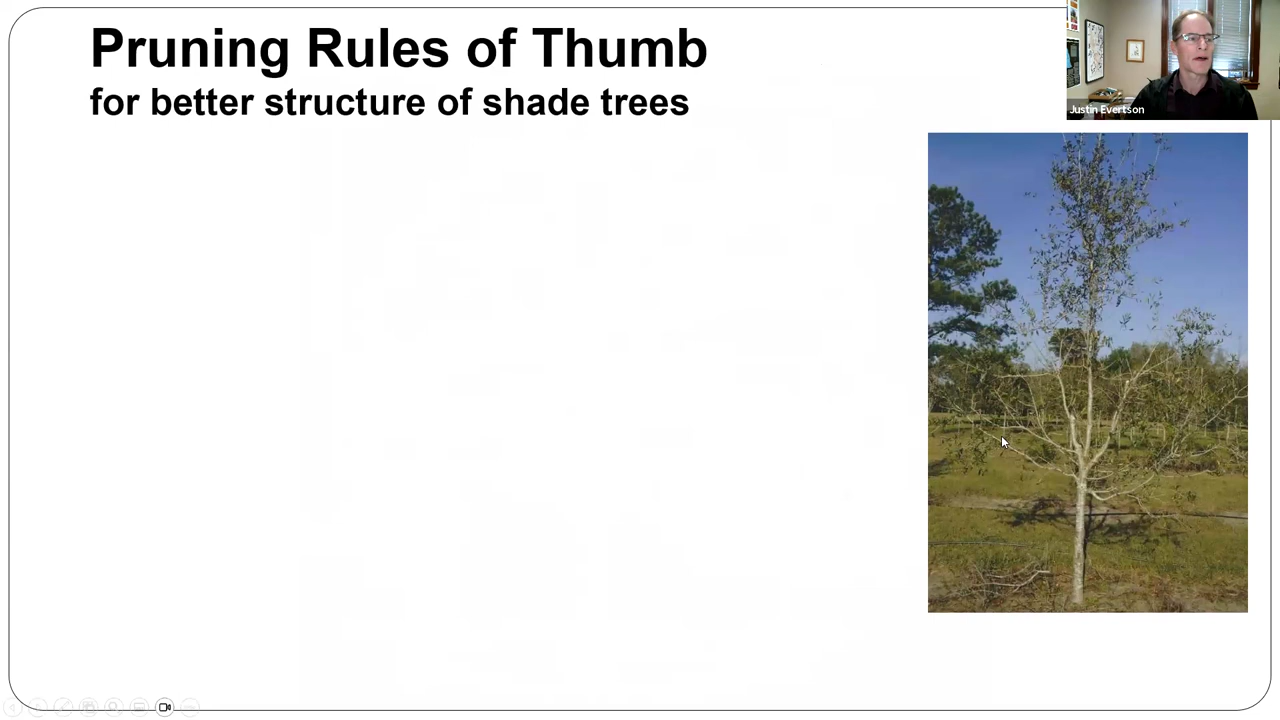 Pruning Rules of Thumb
for better structure of shade trees
Justin Evertson